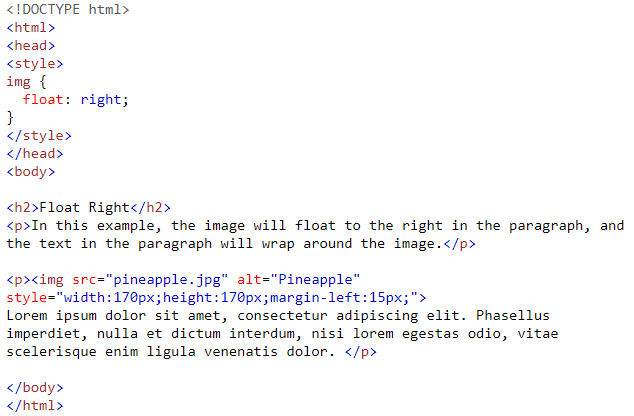 <!DOCTYPE html>
<html>
<head>
<style>
img {
  float: right;
}
</style>
</head>
<body>

<h2>Float Right</h2>
<p>In this example, the image will float to the right in the paragraph, and
the text in the paragraph will wrap around the image.</p>

<p><img src="pineapple.jpg" alt="Pineapple"
style="width:170px;height:170px;margin-left:15px;">
Lorem ipsum dolor sit amet, consectetur adipiscing elit. Phasellus
imperdiet, nulla et dictum interdum, nisi lorem egestas odio, vitae
scelerisque enim ligula venenatis dolor. </p>

</body>
</html>